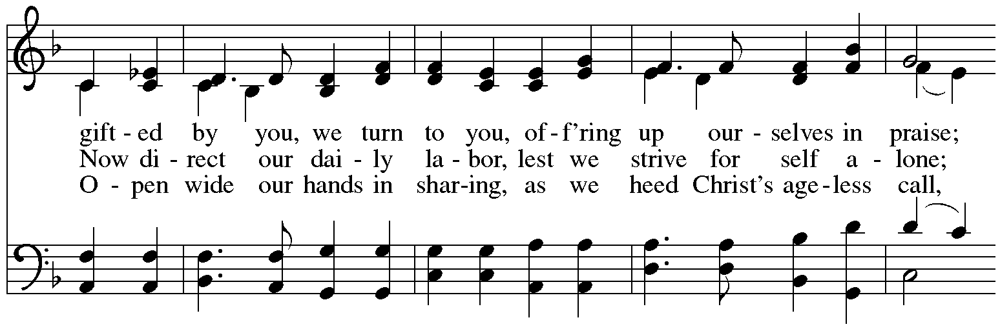 gift - ed by you, we turn to you, of - f'ring up our - selves in praise;
Now di - rect our dai - ly la - bor, lest we strive for self a - lone;
O - pen wide our hands in shar - ing, as we heed Christ's age - less call,